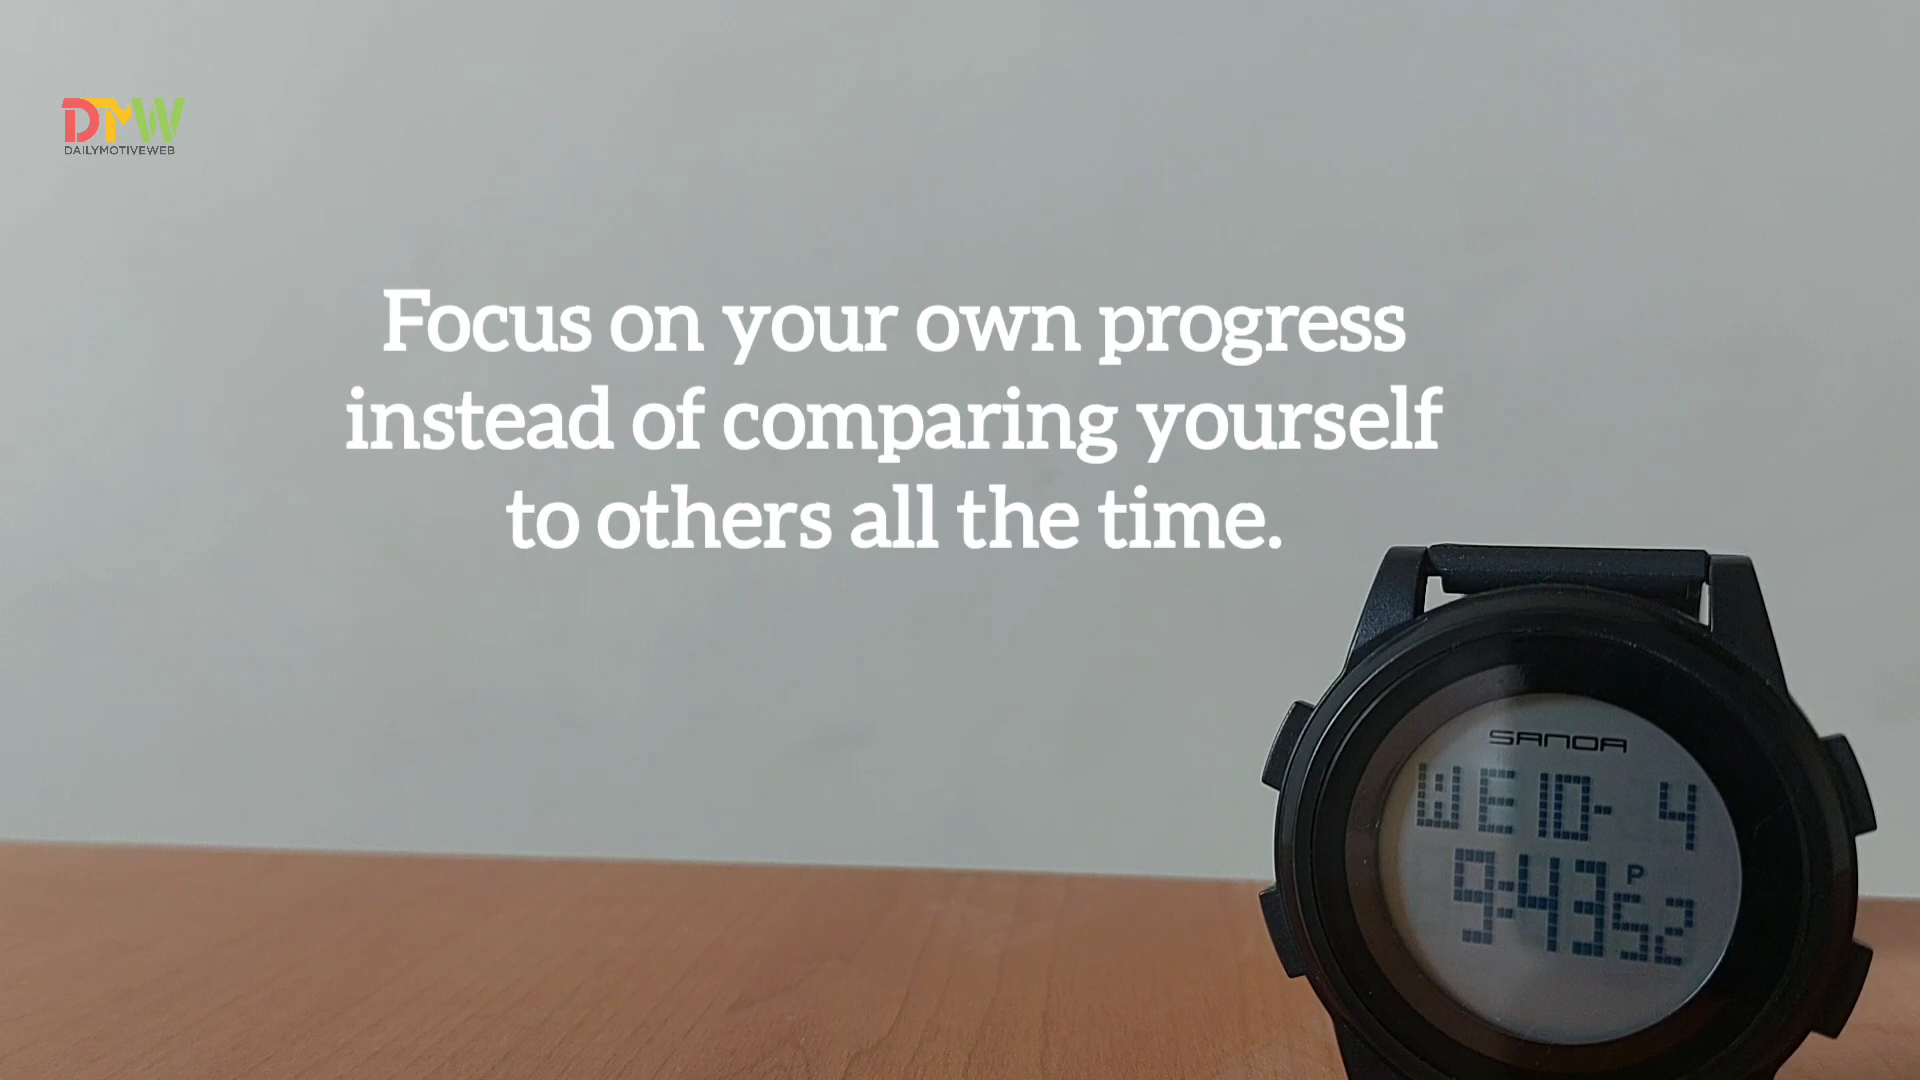 DMW
DAILYMOTIVEWEB
Focus on your own progress
instead of comparing yourself
to others all the time.
SANDA
WE 10- 4
P
9:43 52